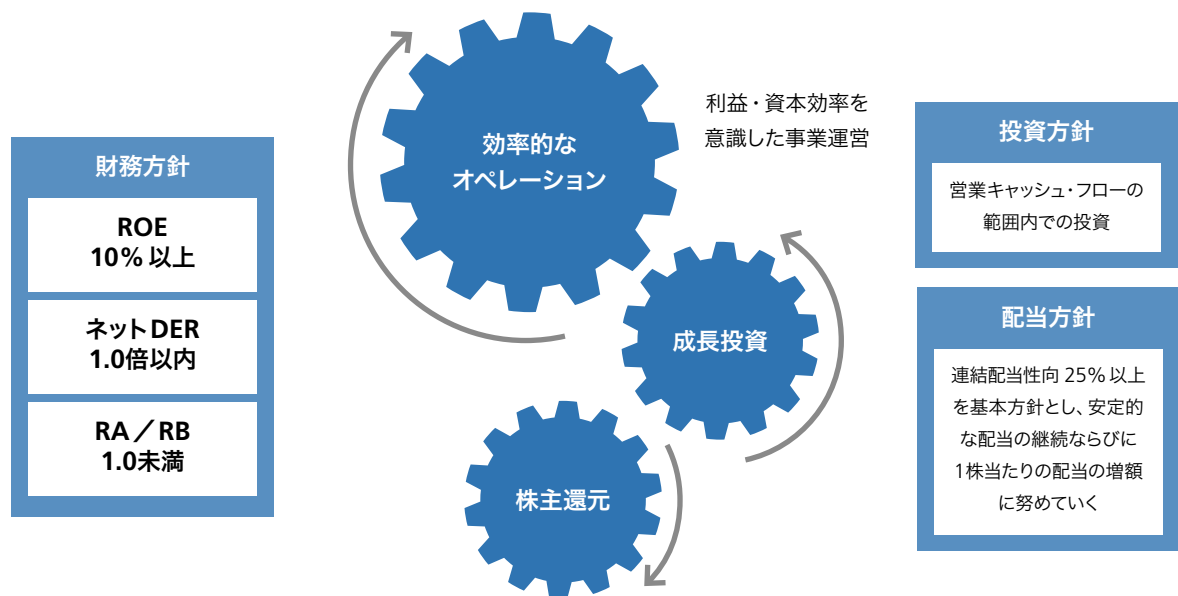 財務方針
ROE
10% 以上
ネット DER
1.0倍以内
RA／RB
1.0未満
効率的な
オペレーション
利益・資本効率を
意識した事業運営
成長投資
株主還元
投資方針
営業キャッシュ・フローの
範囲内での投資
配当方針
連結配当性向 25% 以上
を基本方針とし、安定的
な配当の継続ならびに
1株当たりの配当の増額
に努めていく